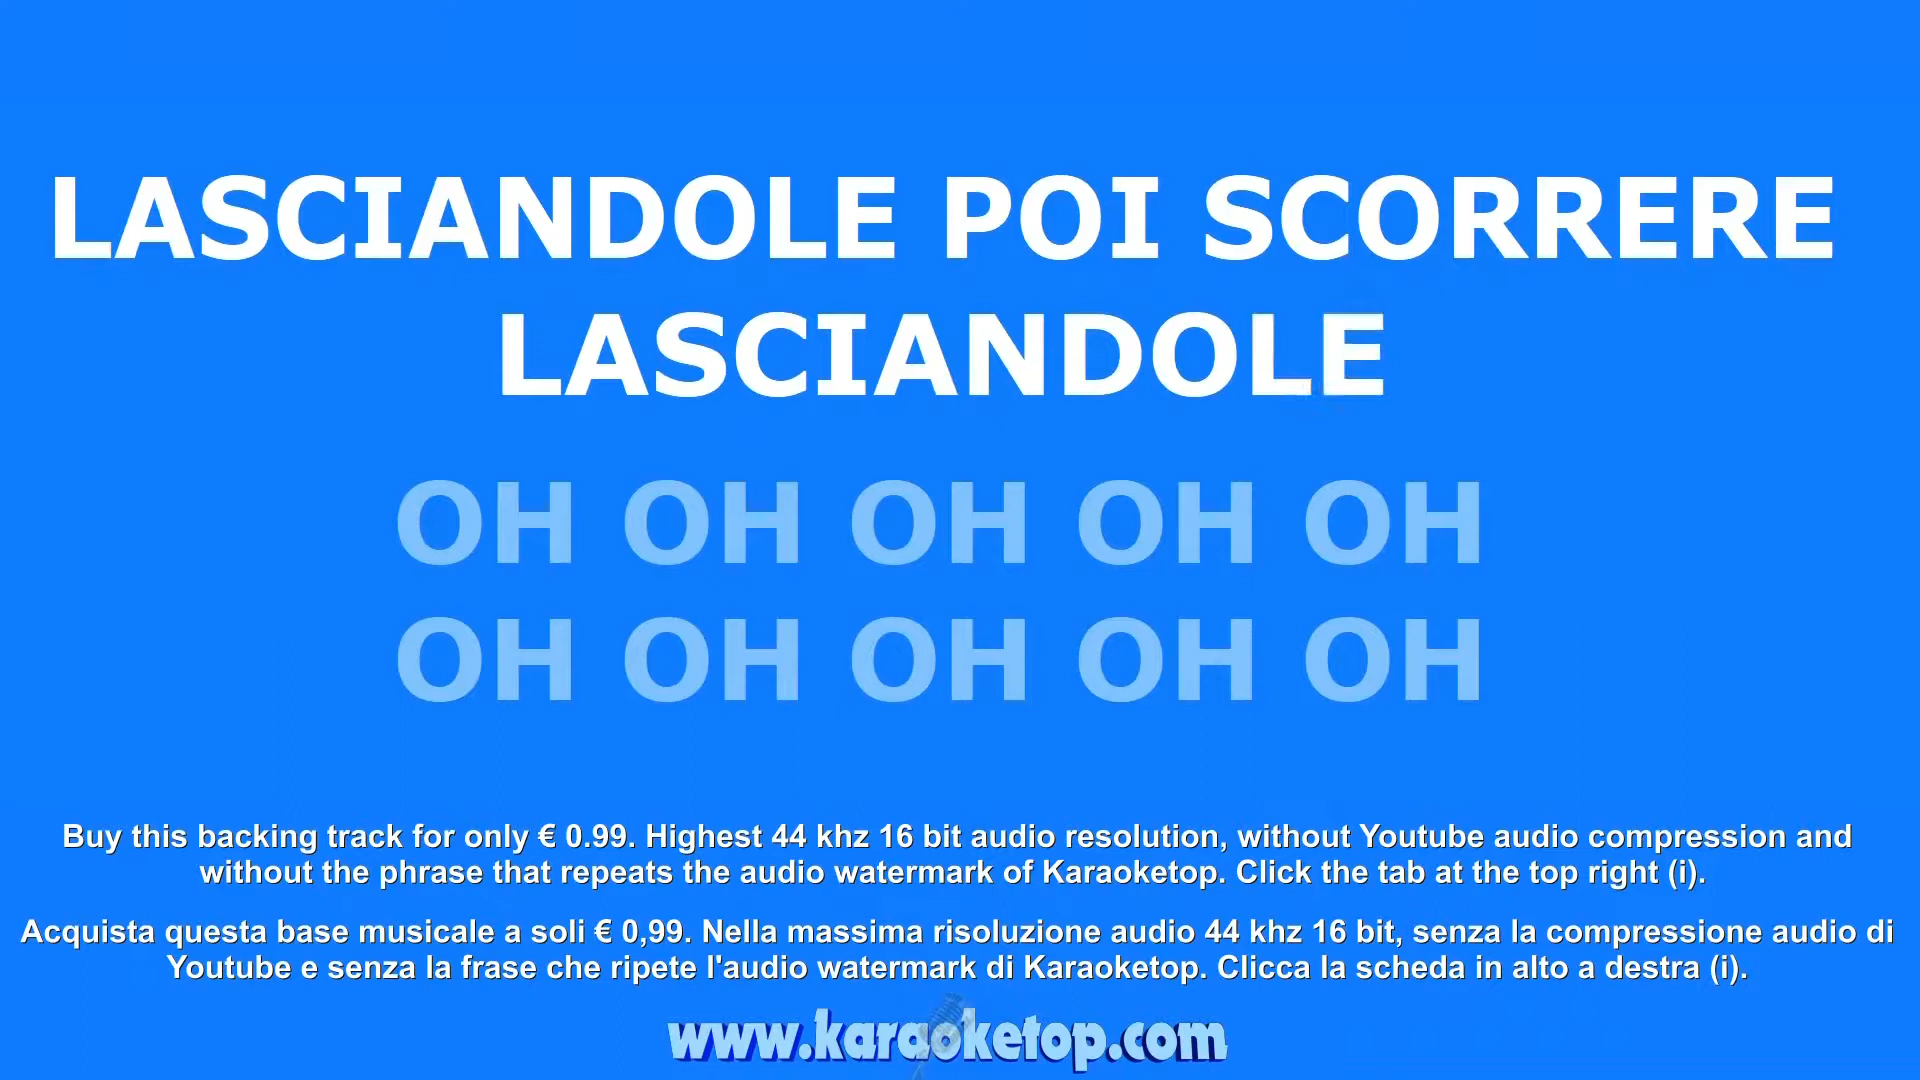 LASCIANDOLE POI SCORRERE
LASCIANDOLE
OH OH OH OH OH
OH OH OH OH OH
Buy this backing track for only € 0.99. Highest 44 khz 16 bit audio resolution, without Youtube audio compression and
without the phrase that repeats the audio watermark of Karaoketop. Click the tab at the top right (i).
Acquista questa base musicale a soli € 0,99. Nella massima risoluzione audio 44 khz 16 bit, senza la compressione audio di
Youtube e senza la frase che ripete l'audio watermark di Karaoketop. Clicca la scheda in alto a destra (i).
www.karaoketop.com